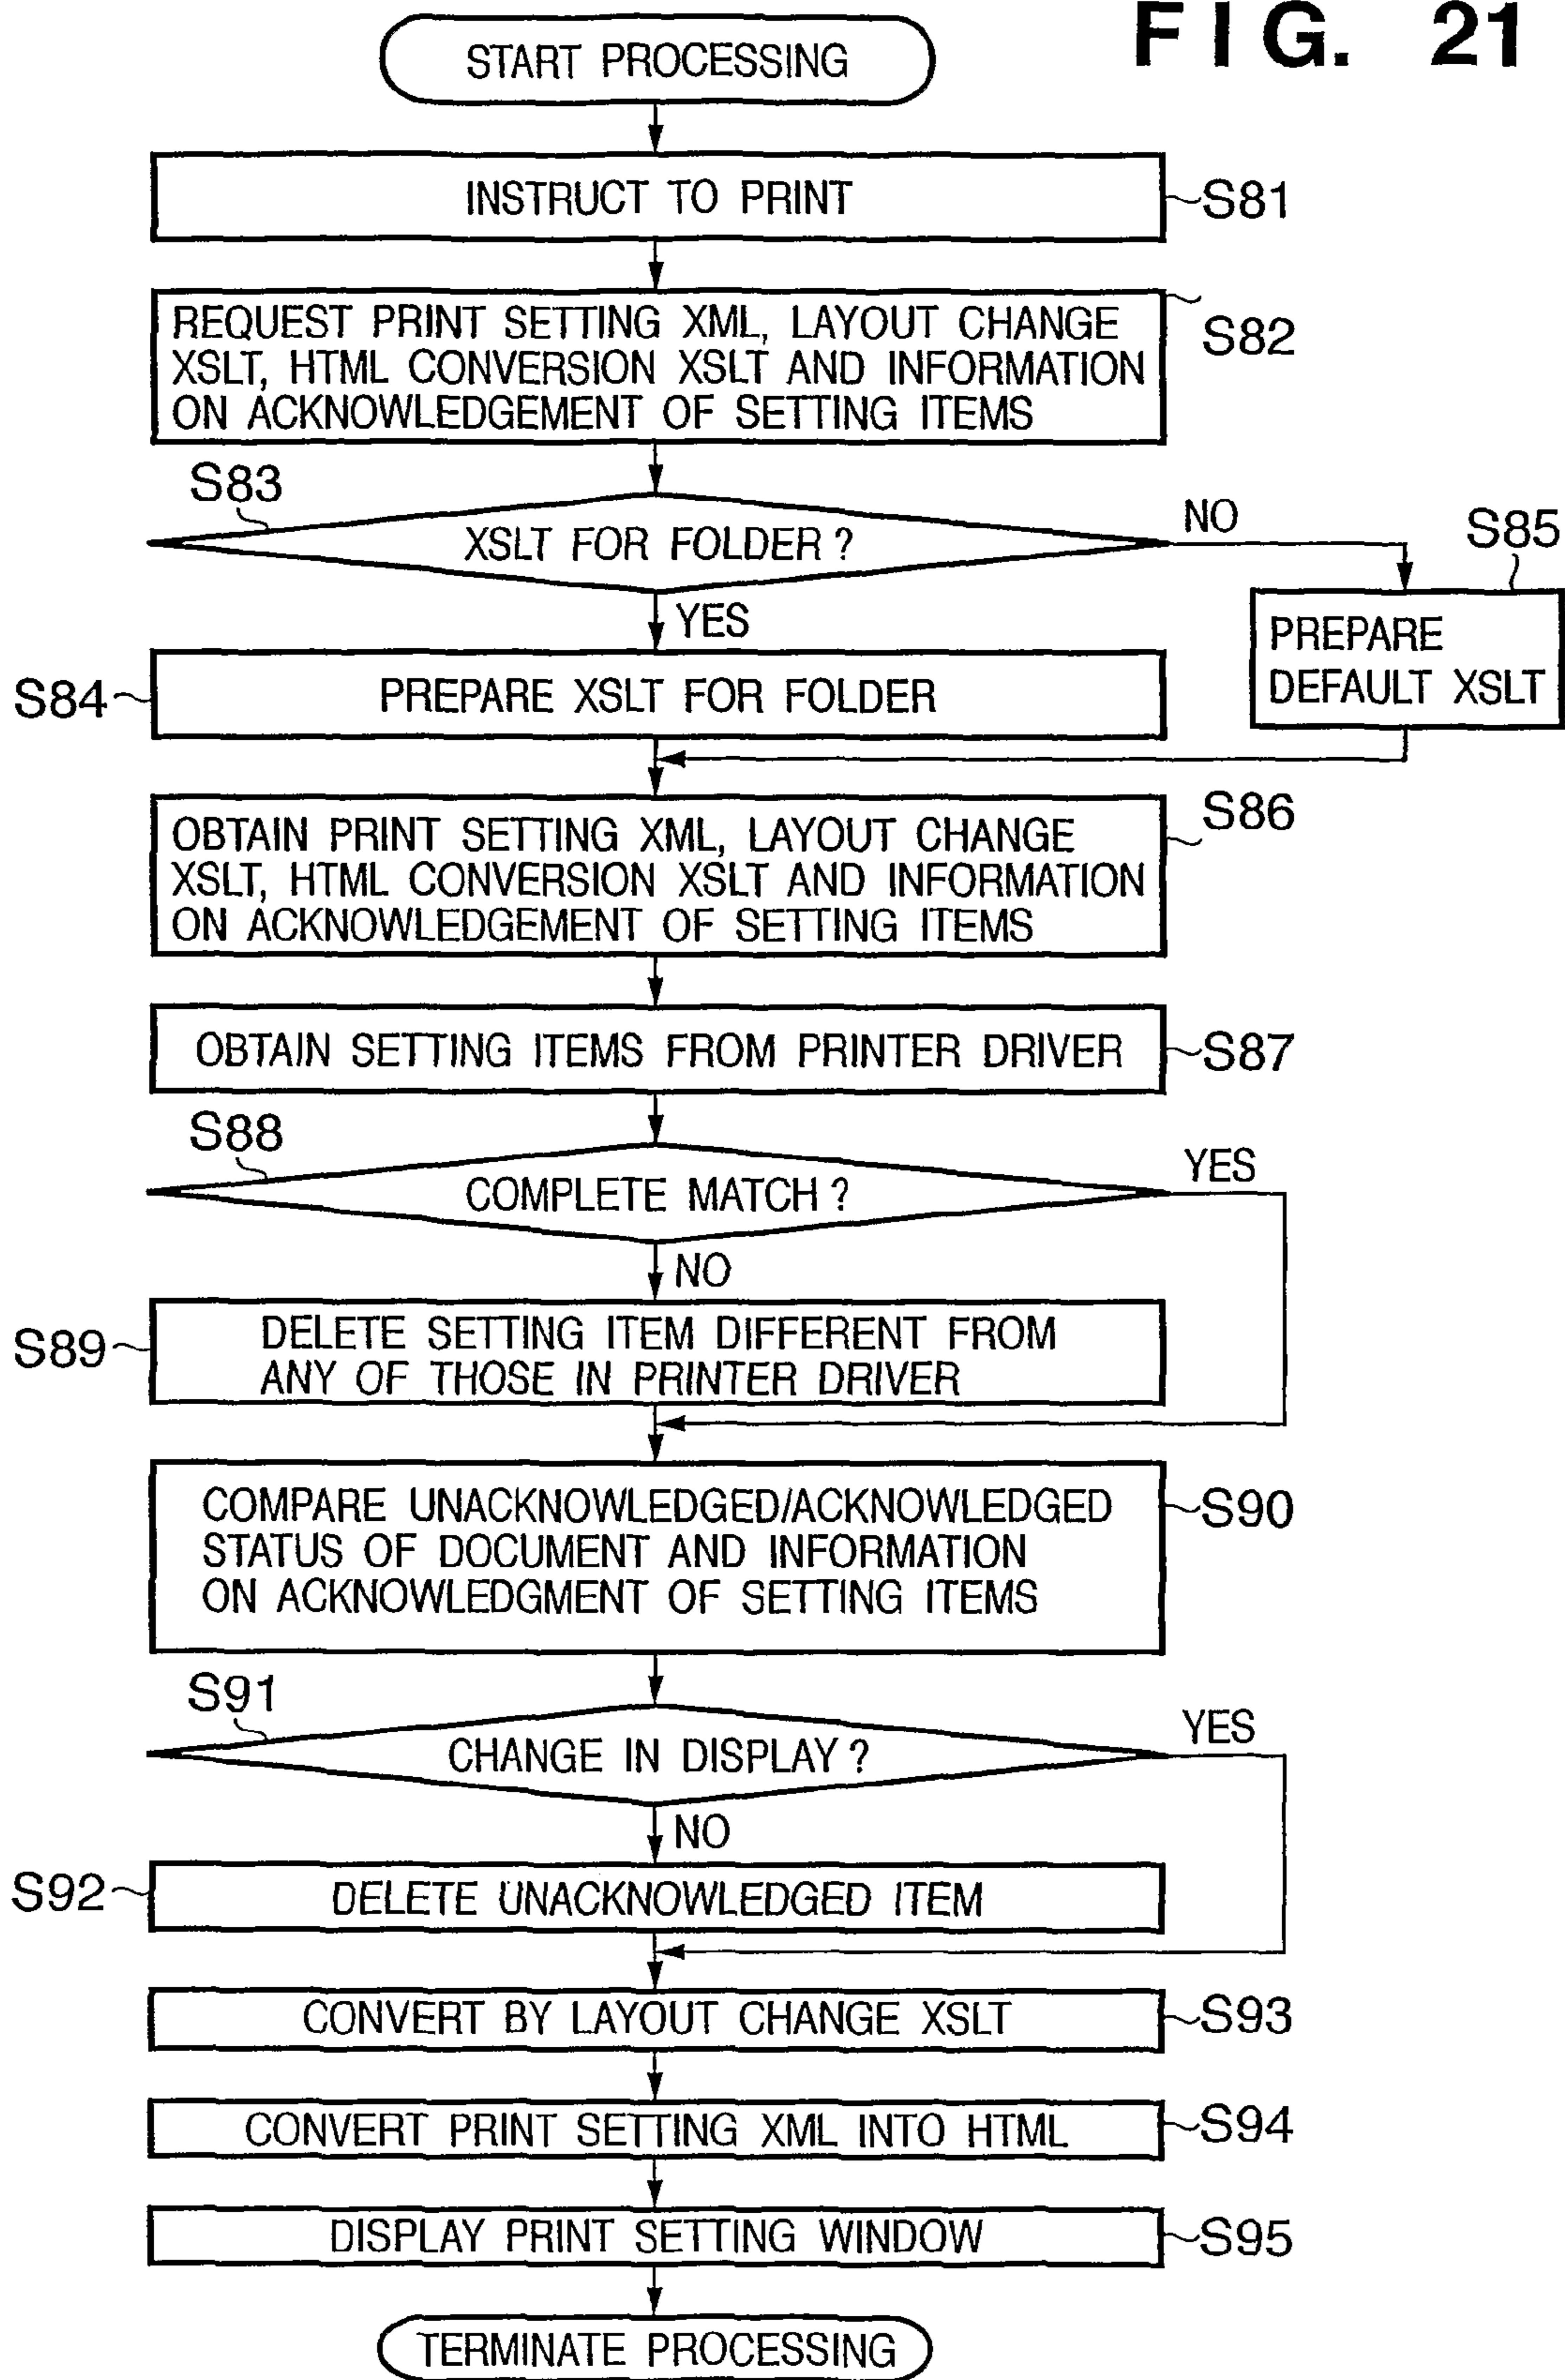 FIG. 21
START PROCESSING
INSTRUCT TO PRINT
S81
REQUEST PRINT SETTING XML, LAYOUT CHANGE
XSLT, HTML CONVERSION XSLT AND INFORMATION
ON ACKNOWLEDGEMENT OF SETTING ITEMS
S82
S83
XSLT FOR FOLDER ?
NO
YES
S85
PREPARE
DEFAULT XSLT
S84
PREPARE XSLT FOR FOLDER
OBTAIN PRINT SETTING XML, LAYOUT CHANGE
XSLT, HTML CONVERSION XSLT AND INFORMATION
ON ACKNOWLEDGEMENT OF SETTING ITEMS
S86
OBTAIN SETTING ITEMS FROM PRINTER DRIVER
S87
S88
COMPLETE MATCH ?
YES
NO
S89
DELETE SETTING ITEM DIFFERENT FROM
ANY OF THOSE IN PRINTER DRIVER
COMPARE UNACKNOWLEDGED/ACKNOWLEDGED
STATUS OF DOCUMENT AND INFORMATION
ON ACKNOWLEDGMENT OF SETTING ITEMS
S90
S91
CHANGE IN DISPLAY ?
YES
NO
S92
DELETE UNACKNOWLEDGED ITEM
CONVERT BY LAYOUT CHANGE XSLT
S93
CONVERT PRINT SETTING XML INTO HTML
S94
DISPLAY PRINT SETTING WINDOW
S95
TERMINATE PROCESSING